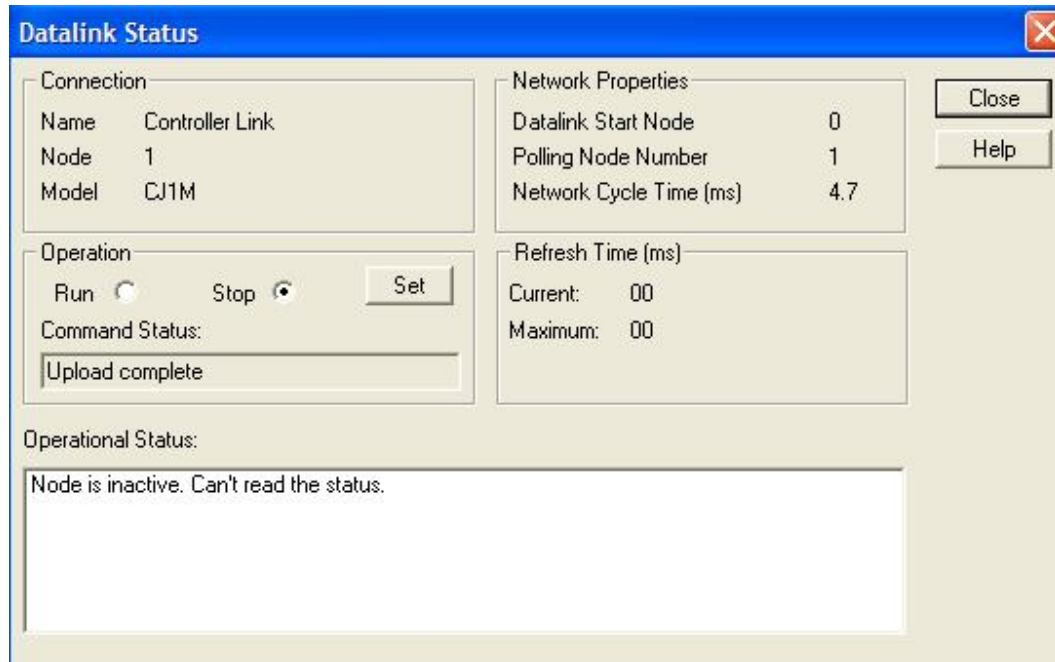 Datalink Status
Connection
Name Controller Link
Node 1
Model CJ1M
Network Properties
Datalink Start Node 0
Polling Node Number 1
Network Cycle Time (ms) 4.7
Close
Help
Operation
Run Stop Set
Command Status:
Upload complete
Refresh Time (ms)
Current: 00
Maximum: 00
Operational Status:
Node is inactive. Can't read the status.